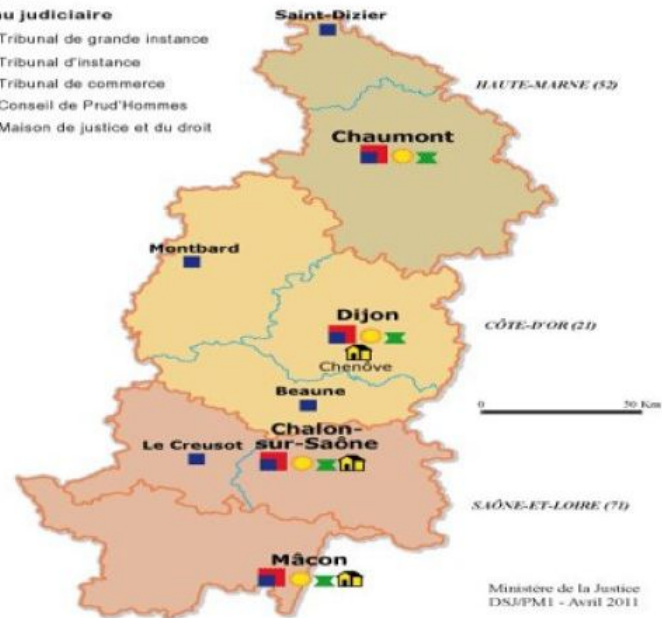 au judiciaire
Tribunal de grande instance
Tribunal d'instance
Tribunal de commerce
Conseil de Prud'Hommes
Maison de justice et du droit
Saint-Dizier
HAUTE-MARNE (52)
Chaumont
Montbard
Dijon
CÔTE-D'OR (21)
Chenôve
Beaune
0 50 Km
Chalon-
sur-Saône
Le Creusot
SAÔNE-ET-LOIRE (71)
Mâcon
Ministère de la Justice
DSJ/PM1 - Avril 2011